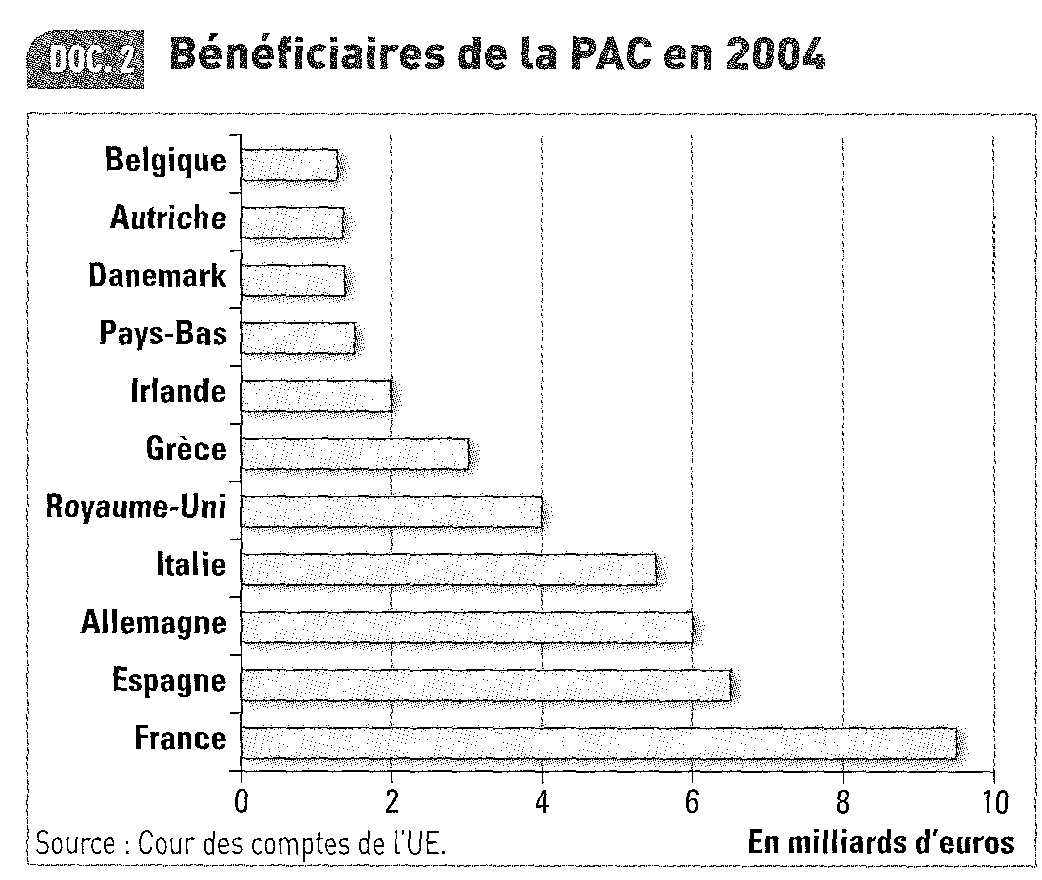 DOC. 2 Bénéficiaires de la PAC en 2004
Belgique
Autriche
Danemark
Pays-Bas
Irlande
Grèce
Royaume-Uni
Italie
Allemagne
Espagne
France
0 2 4 6 8 10
Source : Cour des comptes de l'UE. En milliards d'euros